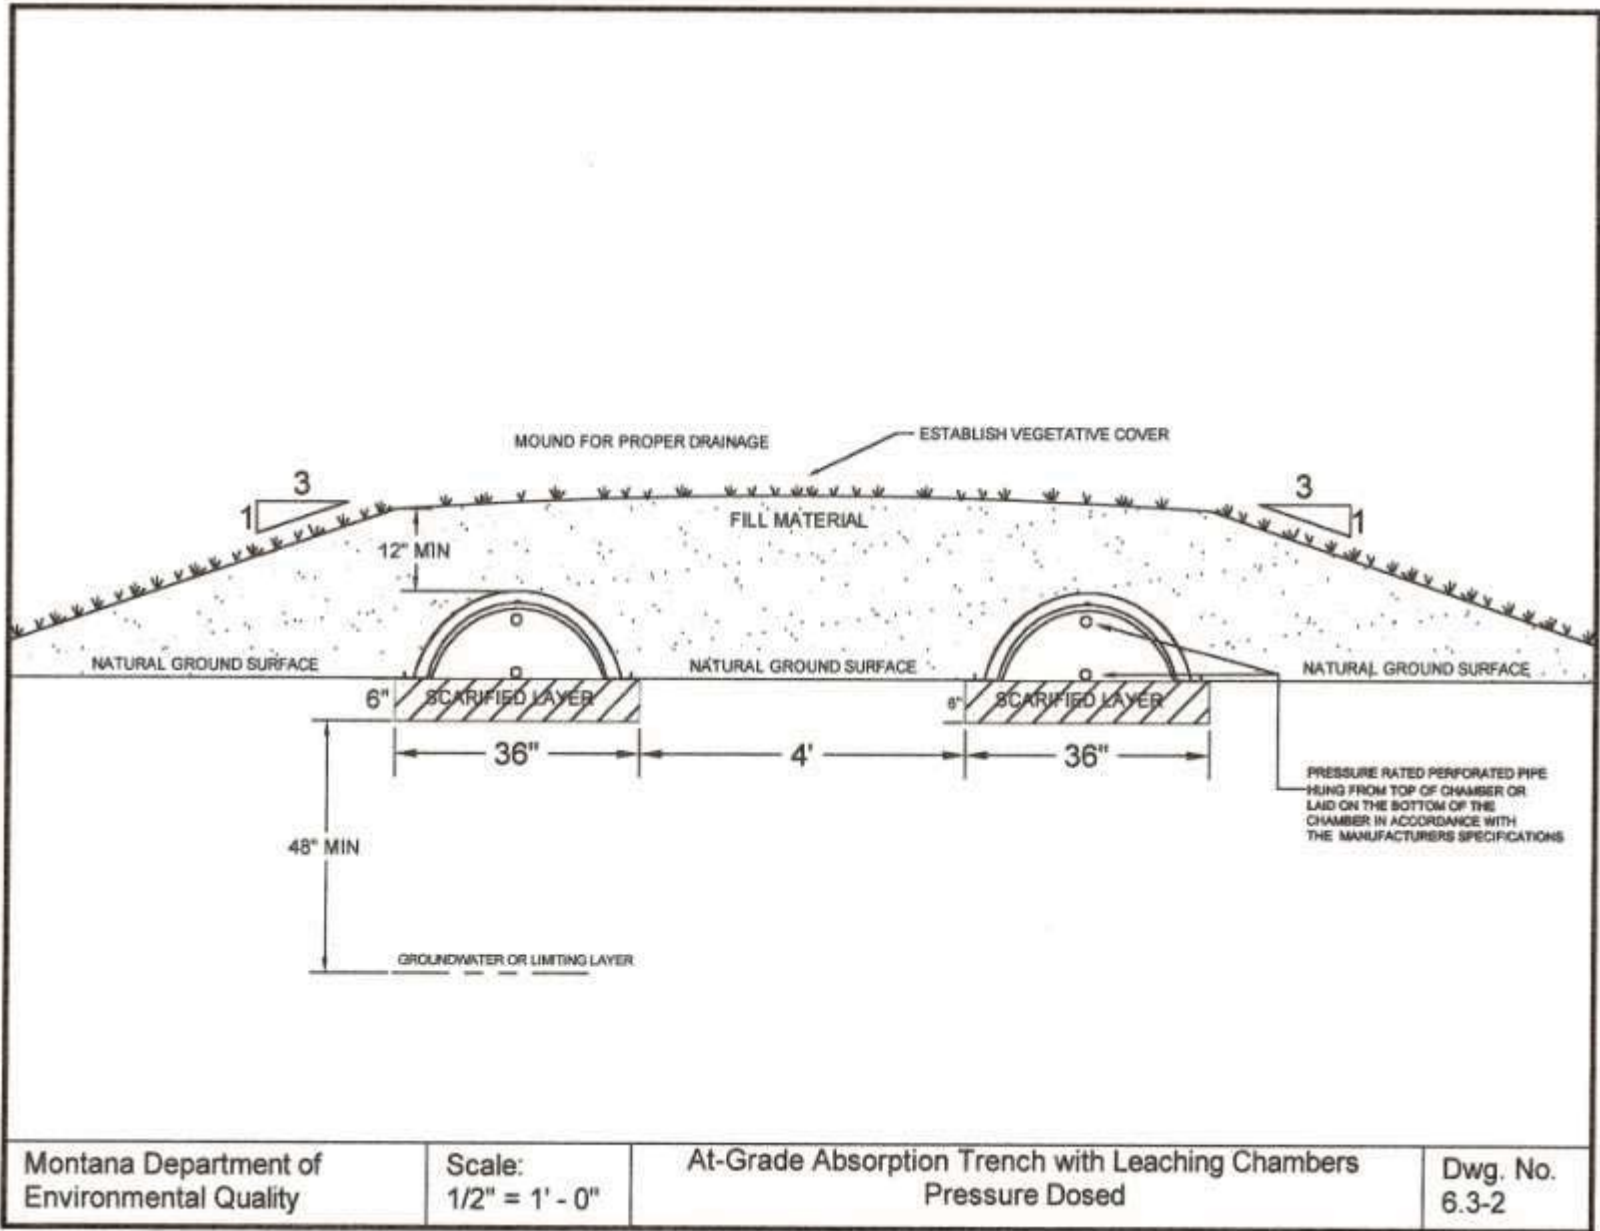 MOUND FOR PROPER DRAINAGE
ESTABLISH VEGETATIVE COVER
3
1
3
1
FILL MATERIAL
12" MIN
NATURAL GROUND SURFACE
NATURAL GROUND SURFACE
NATURAL GROUND SURFACE
6"
SCARIFIED LAYER
6"
SCARIFIED LAYER
36"
4'
36"
PRESSURE RATED PERFORATED PIPE
HUNG FROM TOP OF CHAMBER OR
LAID ON THE BOTTOM OF THE
CHAMBER IN ACCORDANCE WITH
THE MANUFACTURERS SPECIFICATIONS
48" MIN
GROUNDWATER OR LIMITING LAYER
Montana Department of
Environmental Quality
Scale:
1/2" = 1' - 0"
At-Grade Absorption Trench with Leaching Chambers
Pressure Dosed
Dwg. No.
6.3-2